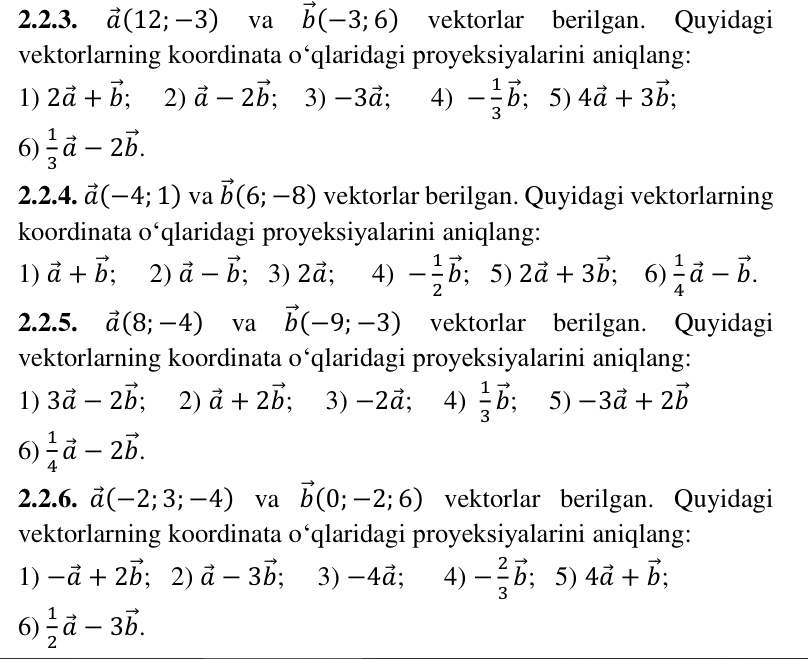 2.2.3. a⃗(12; −3) va b⃗(−3; 6) vektorlar berilgan. Quyidagi
vektorlarning koordinata o‘qlaridagi proyeksiyalarini aniqlang:
1) 2a⃗ + b⃗; 2) a⃗ − 2b⃗; 3) −3a⃗; 4) −1/3 b⃗; 5) 4a⃗ + 3b⃗;
6) 1/3 a⃗ − 2b⃗.
2.2.4. a⃗(−4; 1) va b⃗(6; −8) vektorlar berilgan. Quyidagi vektorlarning
koordinata o‘qlaridagi proyeksiyalarini aniqlang:
1) a⃗ + b⃗; 2) a⃗ − b⃗; 3) 2a⃗; 4) −1/2 b⃗; 5) 2a⃗ + 3b⃗; 6) 1/4 a⃗ − b⃗.
2.2.5. a⃗(8; −4) va b⃗(−9; −3) vektorlar berilgan. Quyidagi
vektorlarning koordinata o‘qlaridagi proyeksiyalarini aniqlang:
1) 3a⃗ − 2b⃗; 2) a⃗ + 2b⃗; 3) −2a⃗; 4) 1/3 b⃗; 5) −3a⃗ + 2b⃗
6) 1/4 a⃗ − 2b⃗.
2.2.6. a⃗(−2; 3; −4) va b⃗(0; −2; 6) vektorlar berilgan. Quyidagi
vektorlarning koordinata o‘qlaridagi proyeksiyalarini aniqlang:
1) −a⃗ + 2b⃗; 2) a⃗ − 3b⃗; 3) −4a⃗; 4) −2/3 b⃗; 5) 4a⃗ + b⃗;
6) 1/2 a⃗ − 3b⃗.